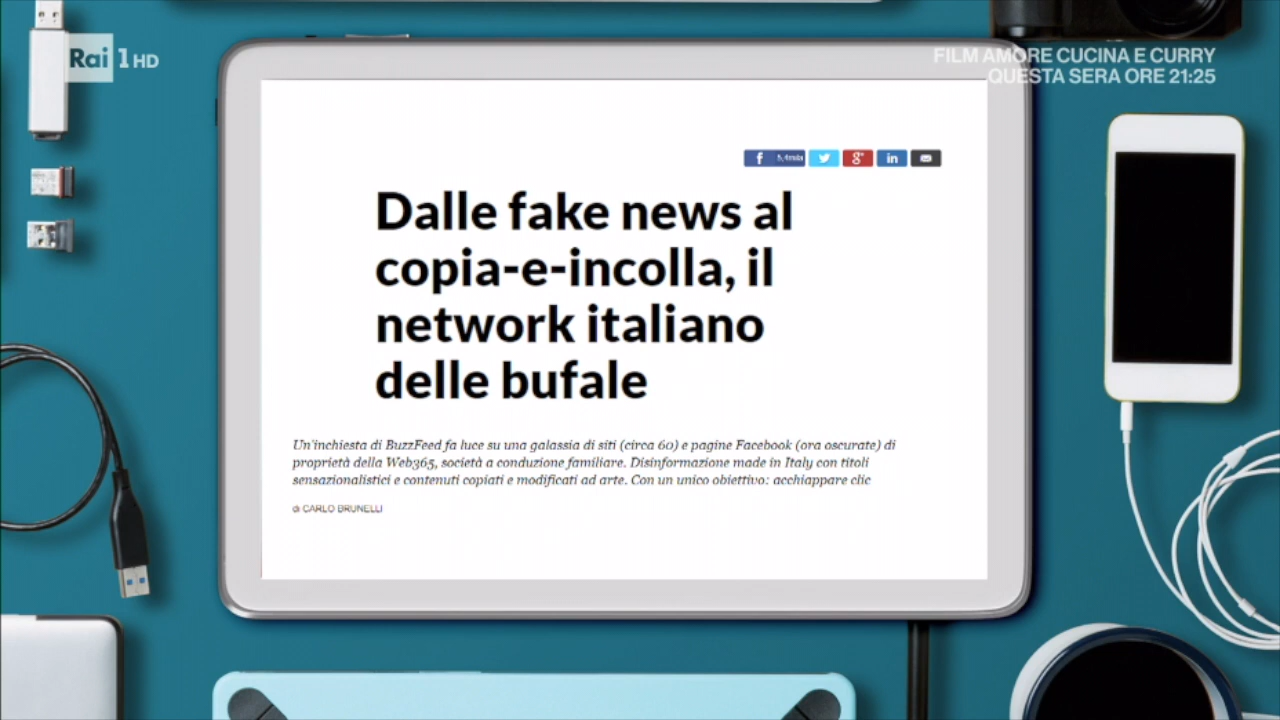 Rai 1 HD
FILM AMORE CUCINA E CURRY
QUESTA SERA ORE 21:25
5,4mila
Dalle fake news al
copia-e-incolla, il
network italiano
delle bufale
Un'inchiesta di BuzzFeed fa luce su una galassia di siti (circa 60) e pagine Facebook (ora oscurate) di
proprietà della Web365, società a conduzione familiare. Disinformazione made in Italy con titoli
sensazionalistici e contenuti copiati e modificati ad arte. Con un unico obiettivo: acchiappare clic
di CARLO BRUNELLI